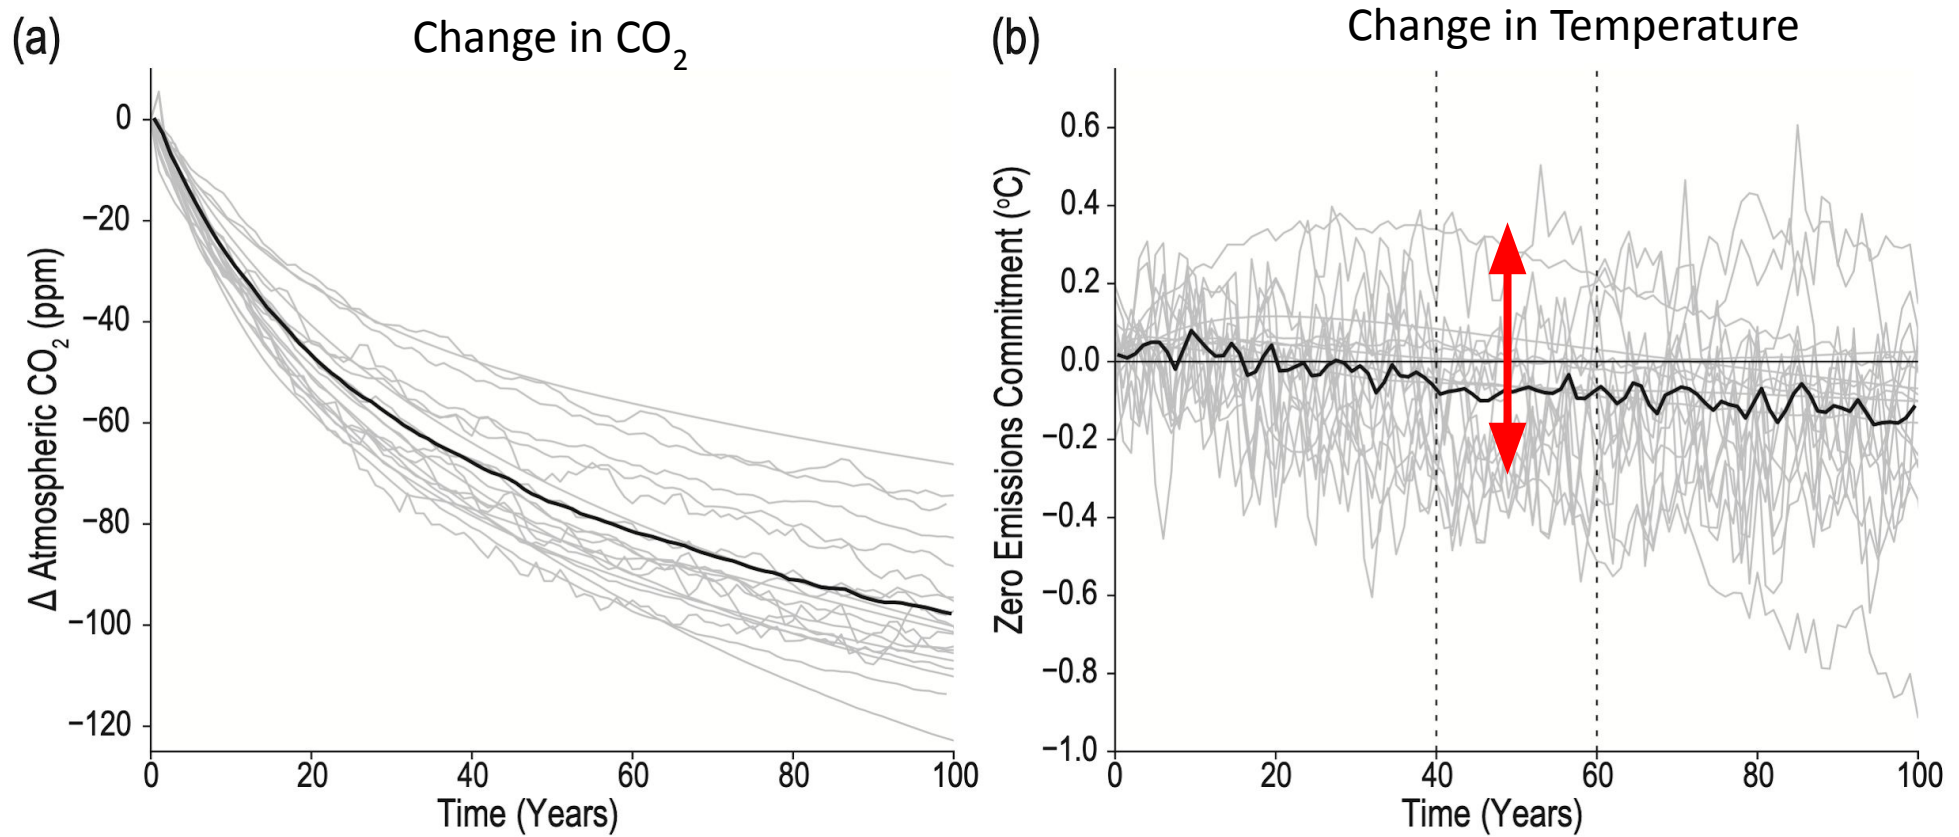 (a)
Change in CO₂
0
−20
−40
−60
−80
−100
−120
Δ Atmospheric CO₂ (ppm)
0 20 40 60 80 100
Time (Years)
(b)
Change in Temperature
0.6
0.4
0.2
0.0
−0.2
−0.4
−0.6
−0.8
−1.0
Zero Emissions Commitment (°C)
0 20 40 60 80 100
Time (Years)